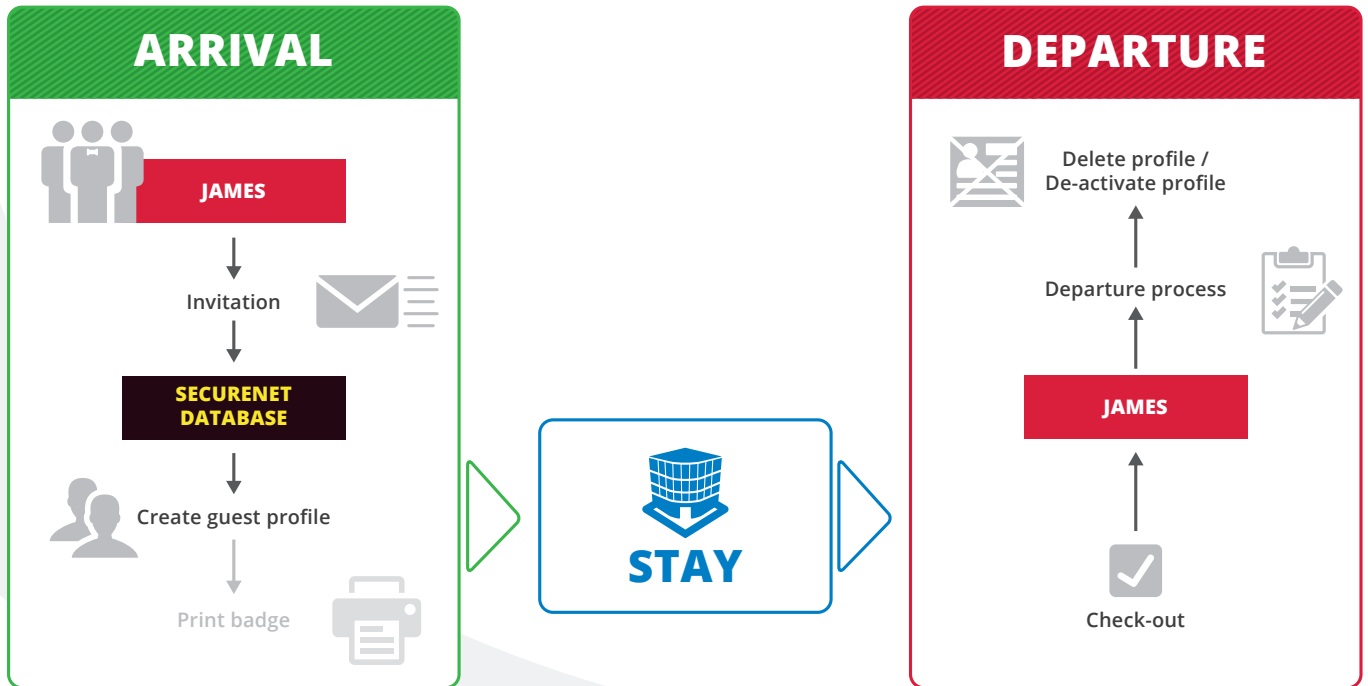 ARRIVAL
JAMES
Invitation
SECURENET
DATABASE
Create guest profile
Print badge
STAY
DEPARTURE
Delete profile /
De-activate profile
Departure process
JAMES
Check-out